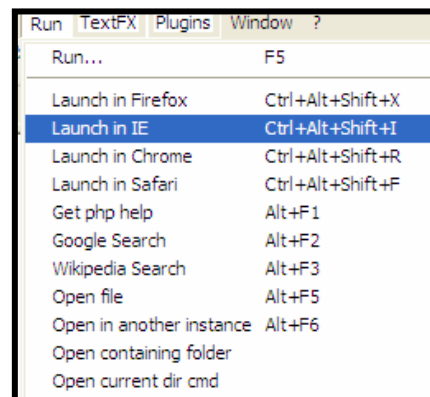 Run TextFX Plugins Window ?
Run... F5
Launch in Firefox Ctrl+Alt+Shift+X
Launch in IE Ctrl+Alt+Shift+I
Launch in Chrome Ctrl+Alt+Shift+R
Launch in Safari Ctrl+Alt+Shift+F
Get php help Alt+F1
Google Search Alt+F2
Wikipedia Search Alt+F3
Open file Alt+F5
Open in another instance Alt+F6
Open containing folder
Open current dir cmd